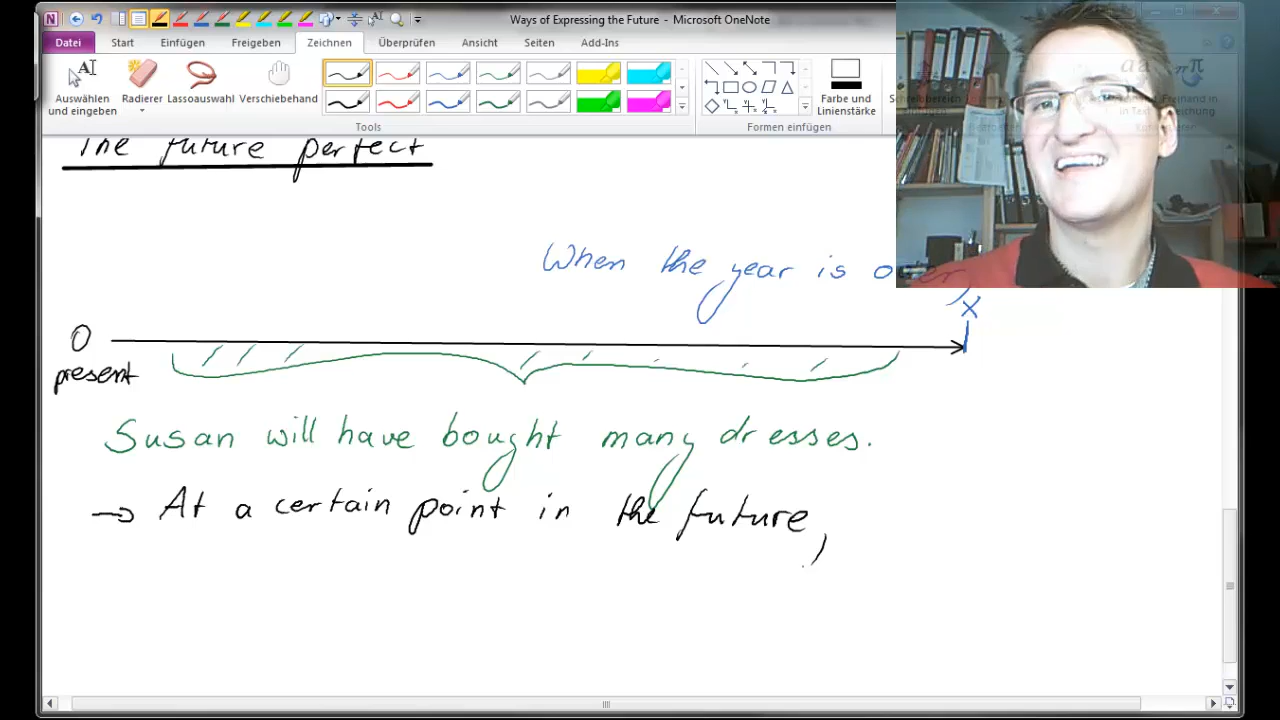 Ways of Expressing the Future - Microsoft OneNote
Datei Start Einfügen Freigeben Zeichnen Überprüfen Ansicht Seiten Add-Ins
Auswählen und eingeben
Radierer
Lassoauswahl
Verschiebehand
Farbe und Linienstärke
Tools
Formen einfügen
The future perfect
When the year is over,
X
0
present
Susan will have bought many dresses.
→ At a certain point in the future,